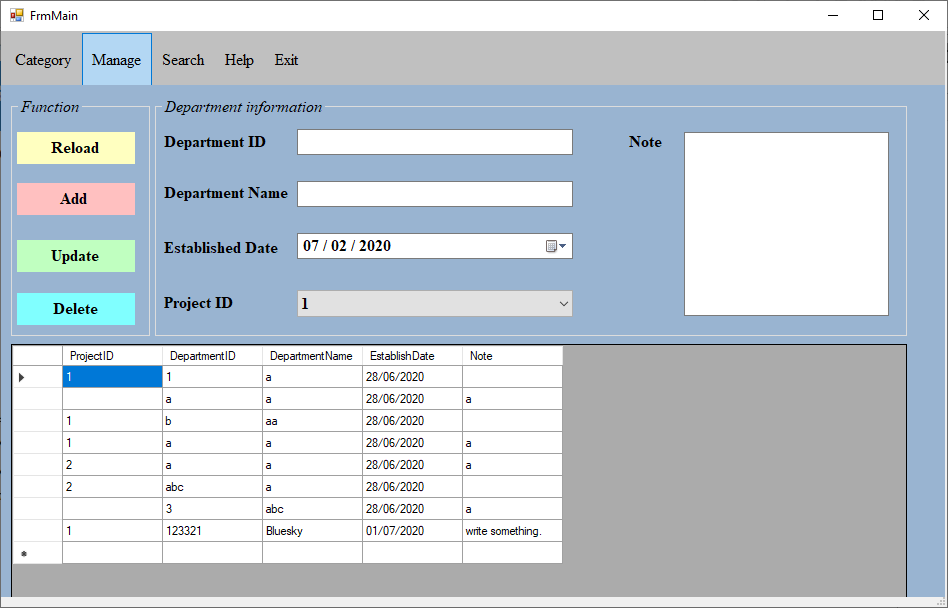 FrmMain
Category Manage Search Help Exit
Function
Reload
Add
Update
Delete
Department information
Department ID
Department Name
Established Date 07 / 02 / 2020
Project ID 1
Note
ProjectID DepartmentID DepartmentName EstablishDate Note
1 1 a 28/06/2020
a a 28/06/2020 a
1 b aa 28/06/2020
1 a a 28/06/2020 a
2 a a 28/06/2020 a
2 abc a 28/06/2020
3 abc 28/06/2020 a
1 123321 Bluesky 01/07/2020 write something.